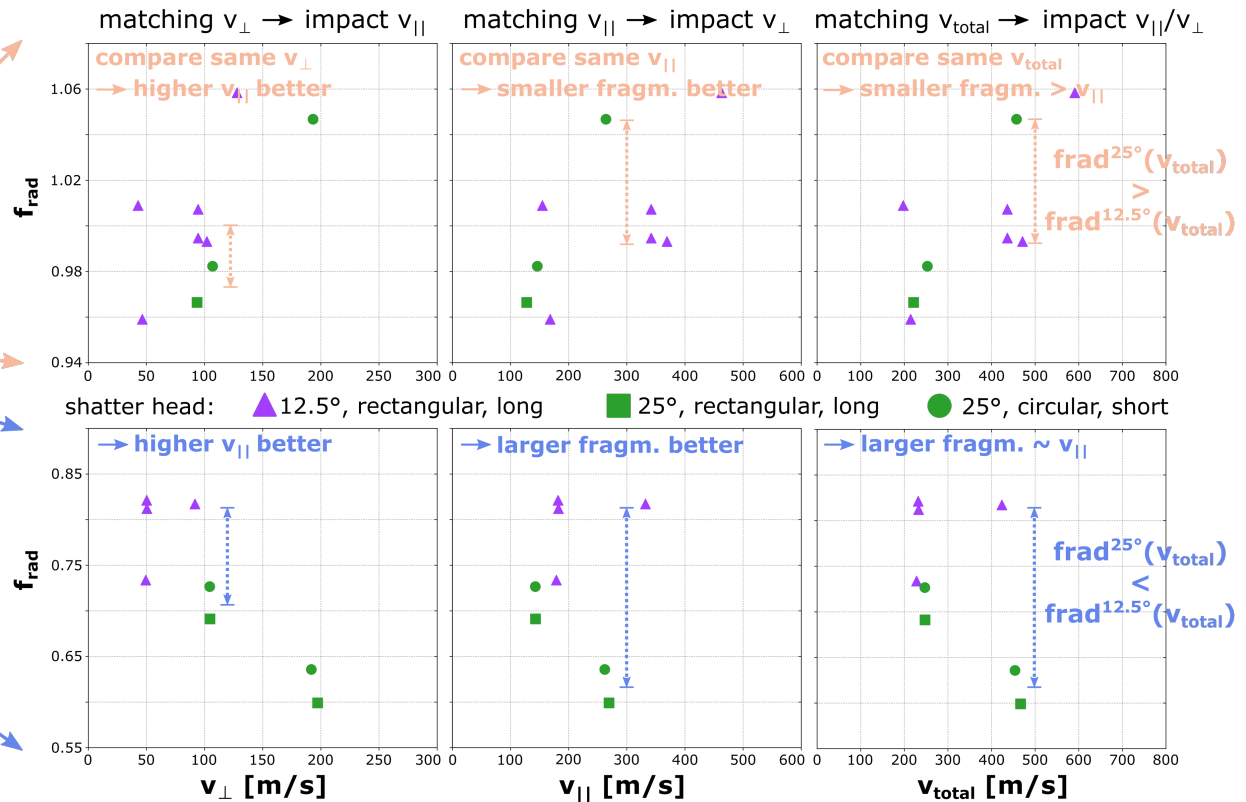 matching v⊥ → impact v||
matching v|| → impact v⊥
matching vtotal → impact v||/v⊥
compare same v⊥
→ higher v|| better
compare same v||
→ smaller fragm. better
compare same vtotal
→ smaller fragm. > v||
frad25°(vtotal)
>
frad12.5°(vtotal)
frad
1.06
1.02
0.98
0.94
0 50 100 150 200 250 300
0 100 200 300 400 500 600
0 100 200 300 400 500 600 700 800
shatter head: 12.5°, rectangular, long 25°, rectangular, long 25°, circular, short
→ higher v|| better
→ larger fragm. better
→ larger fragm. ~ v||
frad25°(vtotal)
<
frad12.5°(vtotal)
frad
0.85
0.75
0.65
0.55
0 50 100 150 200 250 300
0 100 200 300 400 500 600
0 100 200 300 400 500 600 700 800
v⊥ [m/s]
v|| [m/s]
vtotal [m/s]